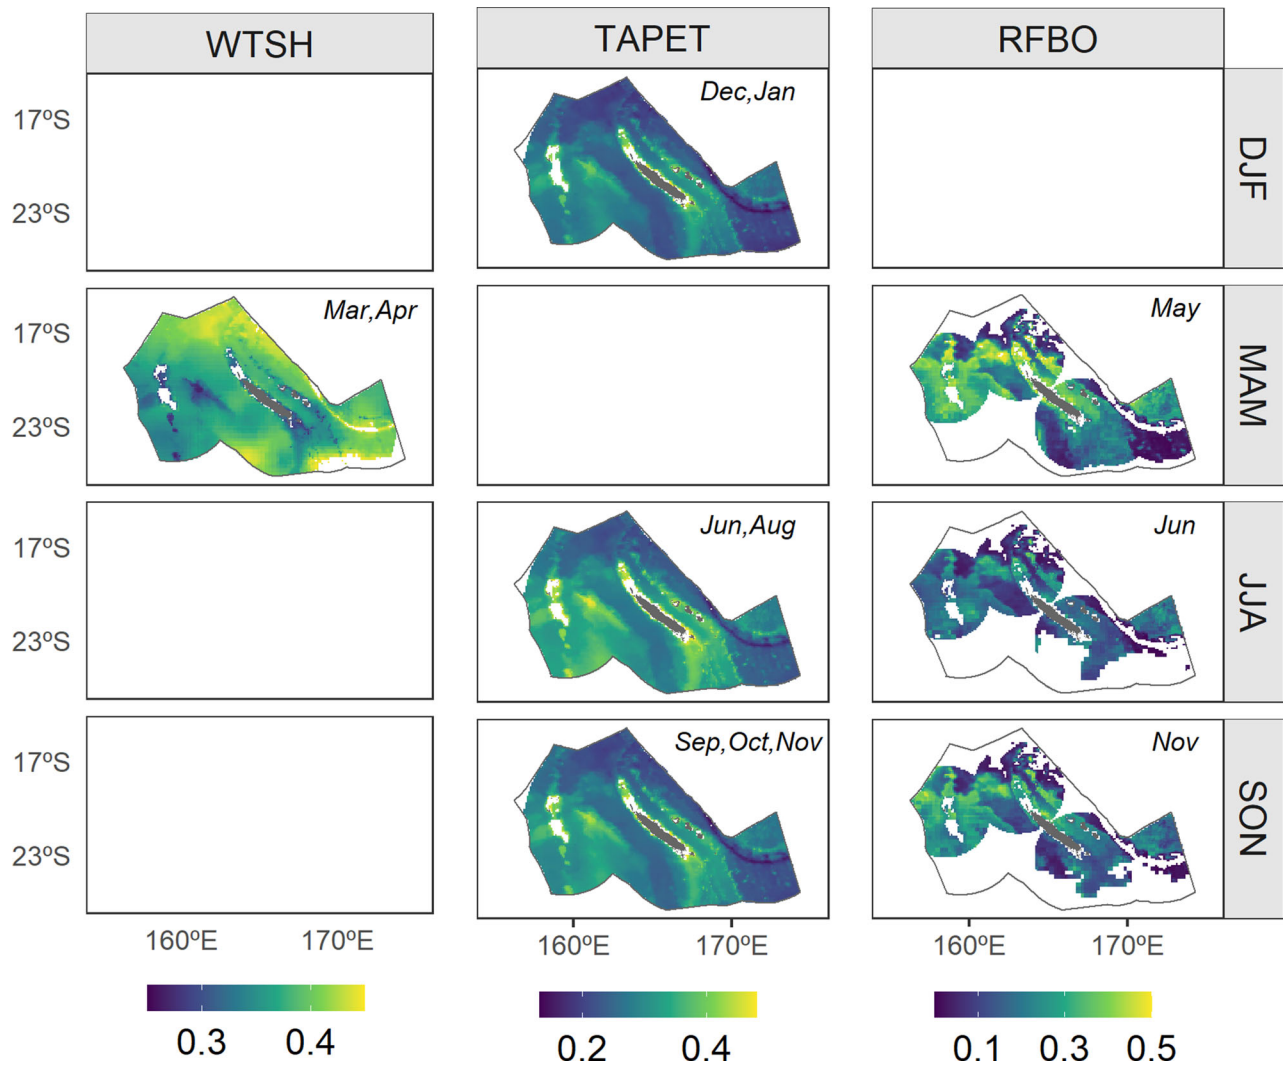 WTSH TAPET RFBO
17ºS
23ºS
Dec,Jan
DJF
17ºS
23ºS
Mar,Apr
May
MAM
17ºS
23ºS
Jun,Aug
Jun
JJA
17ºS
23ºS
Sep,Oct,Nov
Nov
SON
160ºE 170ºE 160ºE 170ºE 160ºE 170ºE
0.3 0.4 0.2 0.4 0.1 0.3 0.5